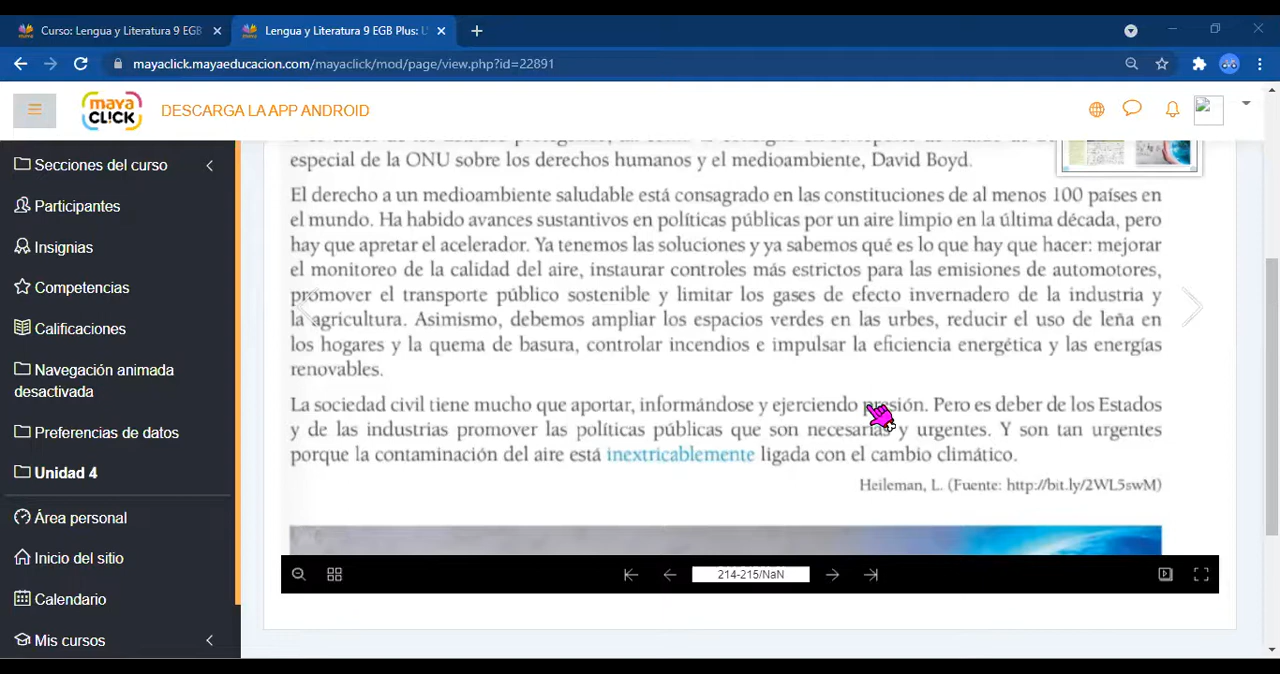 Curso: Lengua y Literatura 9 EGB
Lengua y Literatura 9 EGB Plus: U
mayaclick.mayaeducacion.com/mayaclick/mod/page/view.php?id=22891
maya
CL!CK
DESCARGA LA APP ANDROID
Secciones del curso
Participantes
Insignias
Competencias
Calificaciones
Navegación animada
desactivada
Preferencias de datos
Unidad 4
Área personal
Inicio del sitio
Calendario
Mis cursos
especial de la ONU sobre los derechos humanos y el medioambiente, David Boyd.
El derecho a un medioambiente saludable está consagrado en las constituciones de al menos 100 países en
el mundo. Ha habido avances sustantivos en políticas públicas por un aire limpio en la última década, pero
hay que apretar el acelerador. Ya tenemos las soluciones y ya sabemos qué es lo que hay que hacer: mejorar
el monitoreo de la calidad del aire, instaurar controles más estrictos para las emisiones de automotores,
promover el transporte público sostenible y limitar los gases de efecto invernadero de la industria y
la agricultura. Asimismo, debemos ampliar los espacios verdes en las urbes, reducir el uso de leña en
los hogares y la quema de basura, controlar incendios e impulsar la eficiencia energética y las energías
renovables.
La sociedad civil tiene mucho que aportar, informándose y ejerciendo presión. Pero es deber de los Estados
y de las industrias promover las políticas públicas que son necesarias y urgentes. Y son tan urgentes
porque la contaminación del aire está inextricablemente ligada con el cambio climático.
Heileman, L. (Fuente: http://bit.ly/2WL5swM)
214-215/NaN